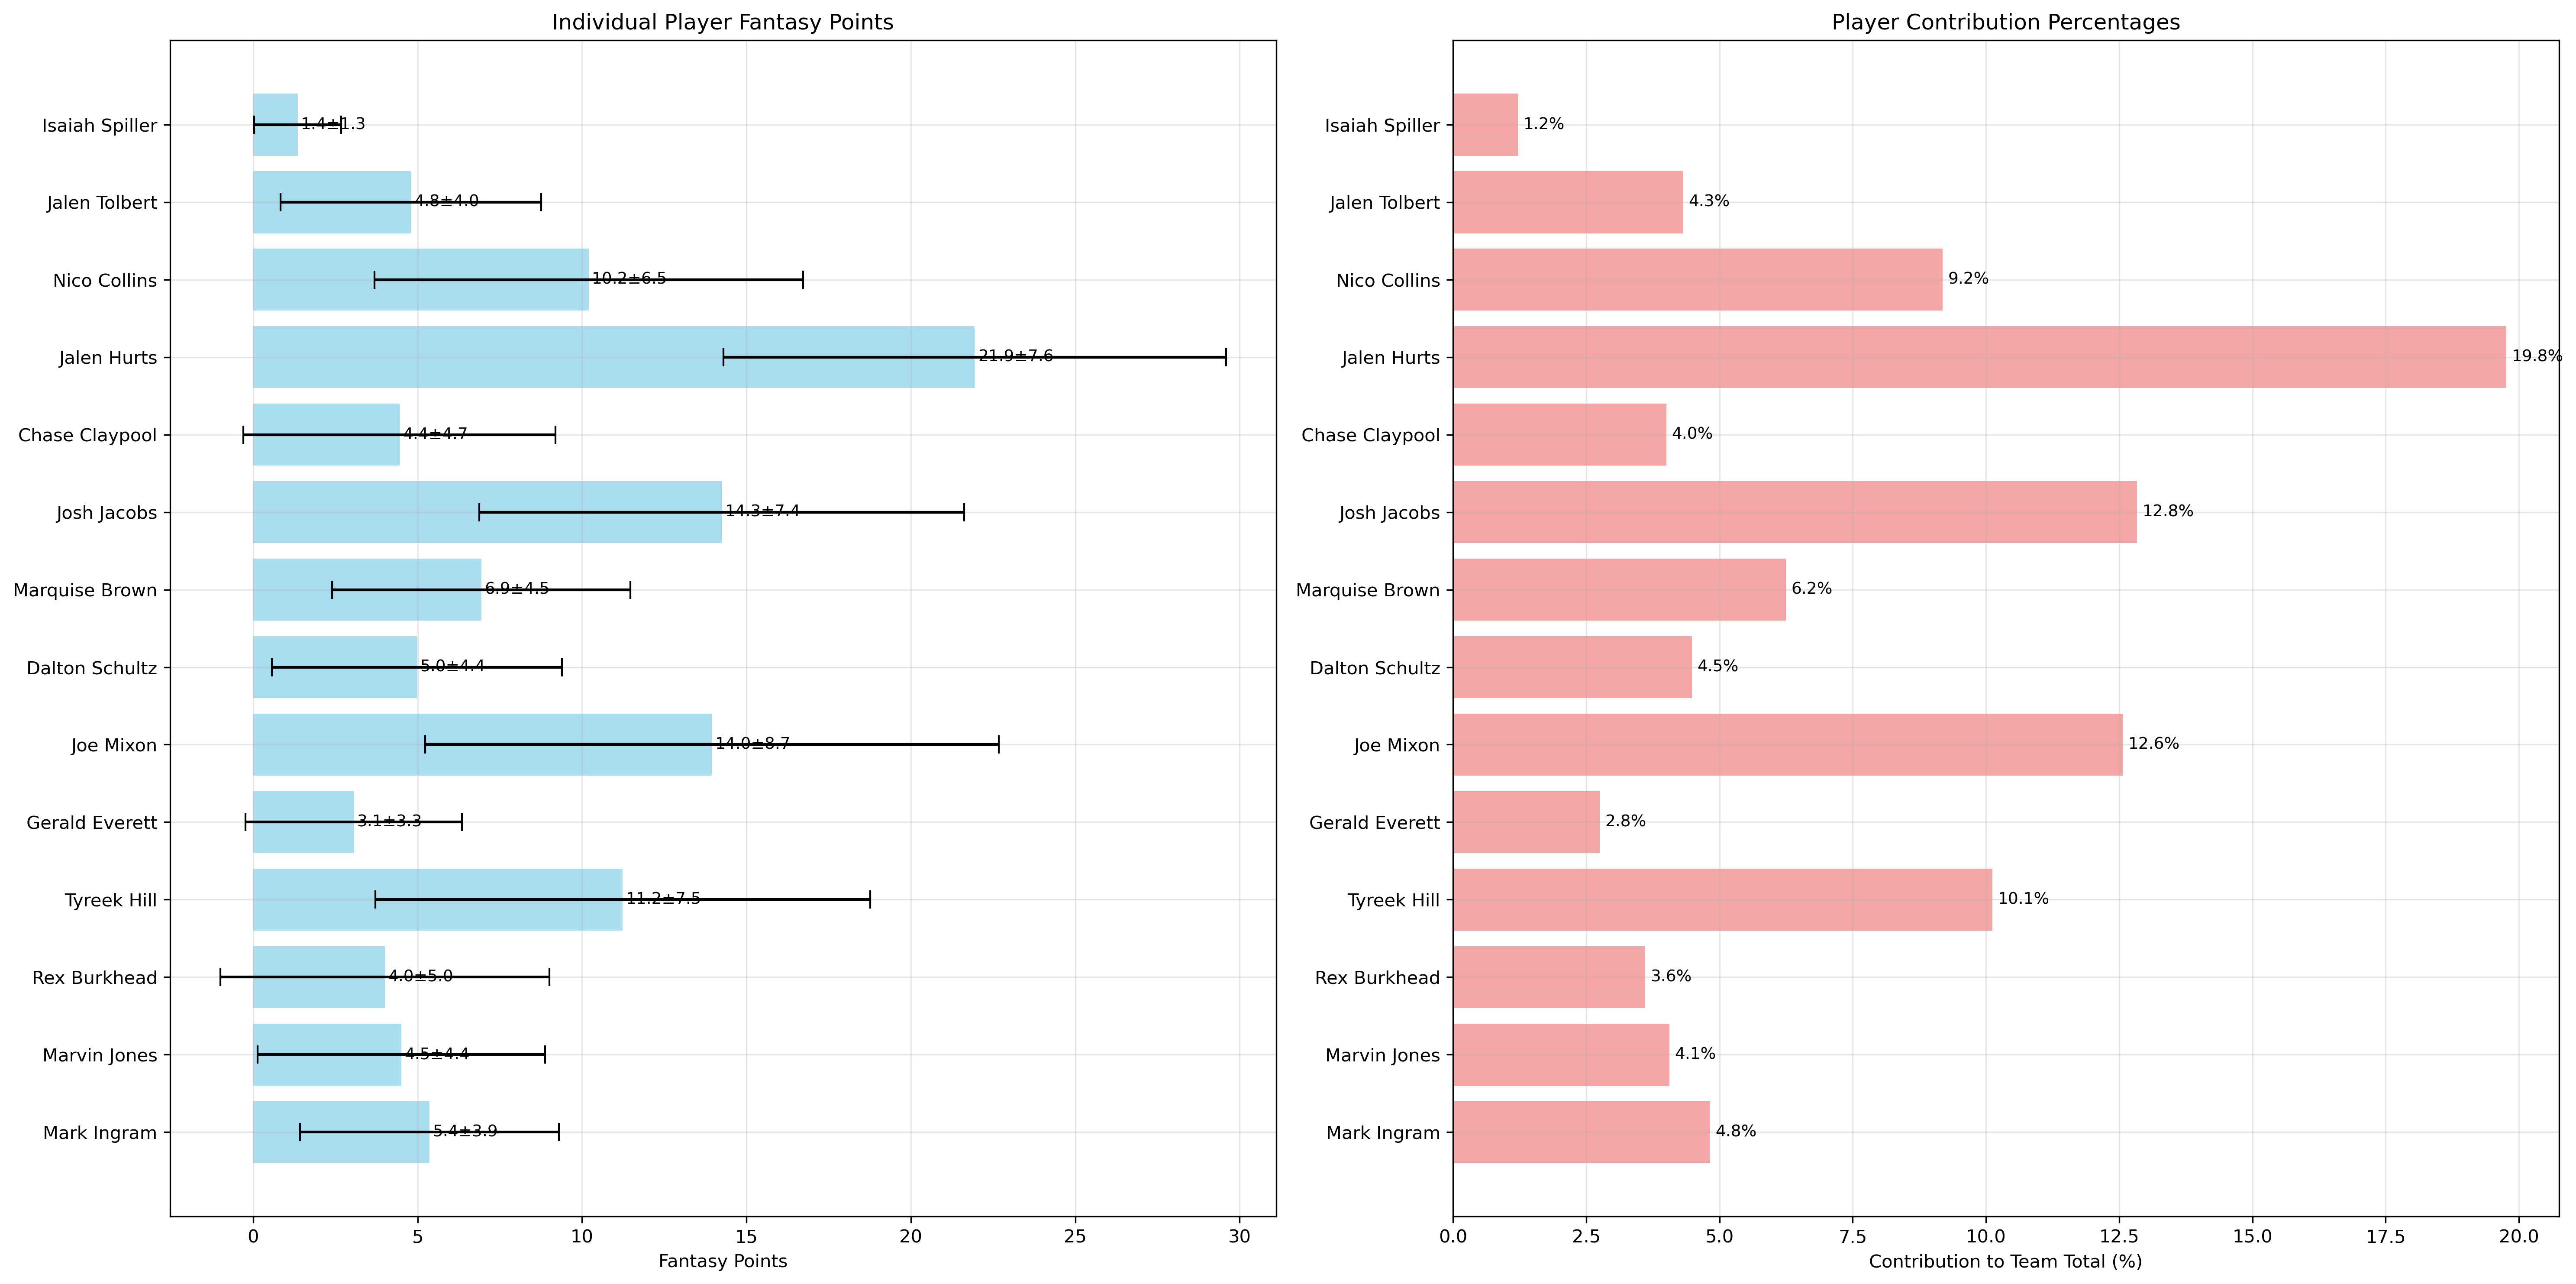 Individual Player Fantasy Points
Isaiah Spiller
1.4±1.3
Jalen Tolbert
4.8±4.0
Nico Collins
10.2±6.5
Jalen Hurts
21.9±7.6
Chase Claypool
4.4±4.7
Josh Jacobs
14.3±7.4
Marquise Brown
6.9±4.5
Dalton Schultz
5.0±4.4
Joe Mixon
14.0±8.7
Gerald Everett
3.1±3.3
Tyreek Hill
11.2±7.5
Rex Burkhead
4.0±5.0
Marvin Jones
4.5±4.4
Mark Ingram
5.4±3.9
0 5 10 15 20 25 30
Fantasy Points
Player Contribution Percentages
Isaiah Spiller
1.2%
Jalen Tolbert
4.3%
Nico Collins
9.2%
Jalen Hurts
19.8%
Chase Claypool
4.0%
Josh Jacobs
12.8%
Marquise Brown
6.2%
Dalton Schultz
4.5%
Joe Mixon
12.6%
Gerald Everett
2.8%
Tyreek Hill
10.1%
Rex Burkhead
3.6%
Marvin Jones
4.1%
Mark Ingram
4.8%
0.0 2.5 5.0 7.5 10.0 12.5 15.0 17.5 20.0
Contribution to Team Total (%)